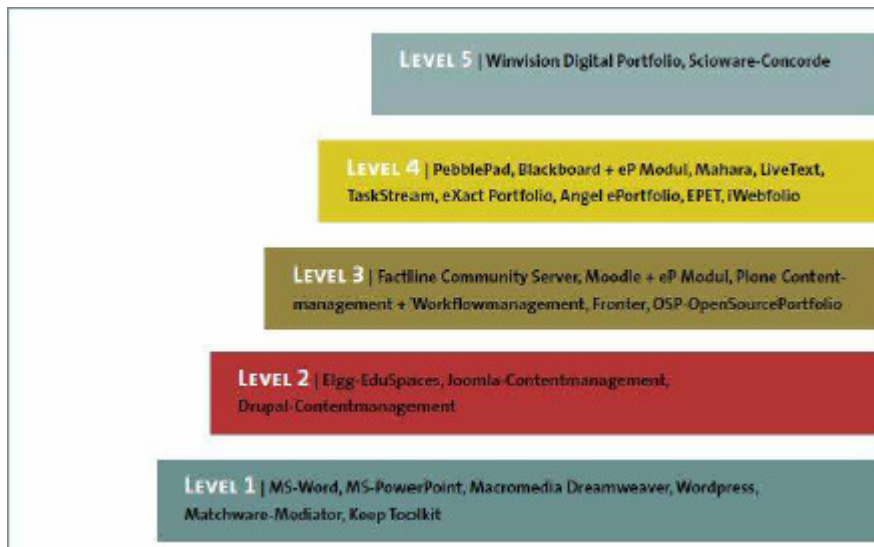 LEVEL 5 | Winvision Digital Portfolio, Scioware-Concorde
LEVEL 4 | PebblePad, Blackboard + eP Modul, Mahara, LiveText,
TaskStream, eXact Portfolio, Angel ePortfolio, EPET, iWebfolio
LEVEL 3 | Factline Community Server, Moodle + eP Modul, Plone Content-
management + Workflowmanagement, Fronter, OSP-OpenSourcePortfolio
LEVEL 2 | Elgg-EduSpaces, Joomla-Contentmanagement,
Drupal-Contentmanagement
LEVEL 1 | MS-Word, MS-PowerPoint, Macromedia Dreamweaver, Wordpress,
Matchware-Mediator, Keep Toolkit